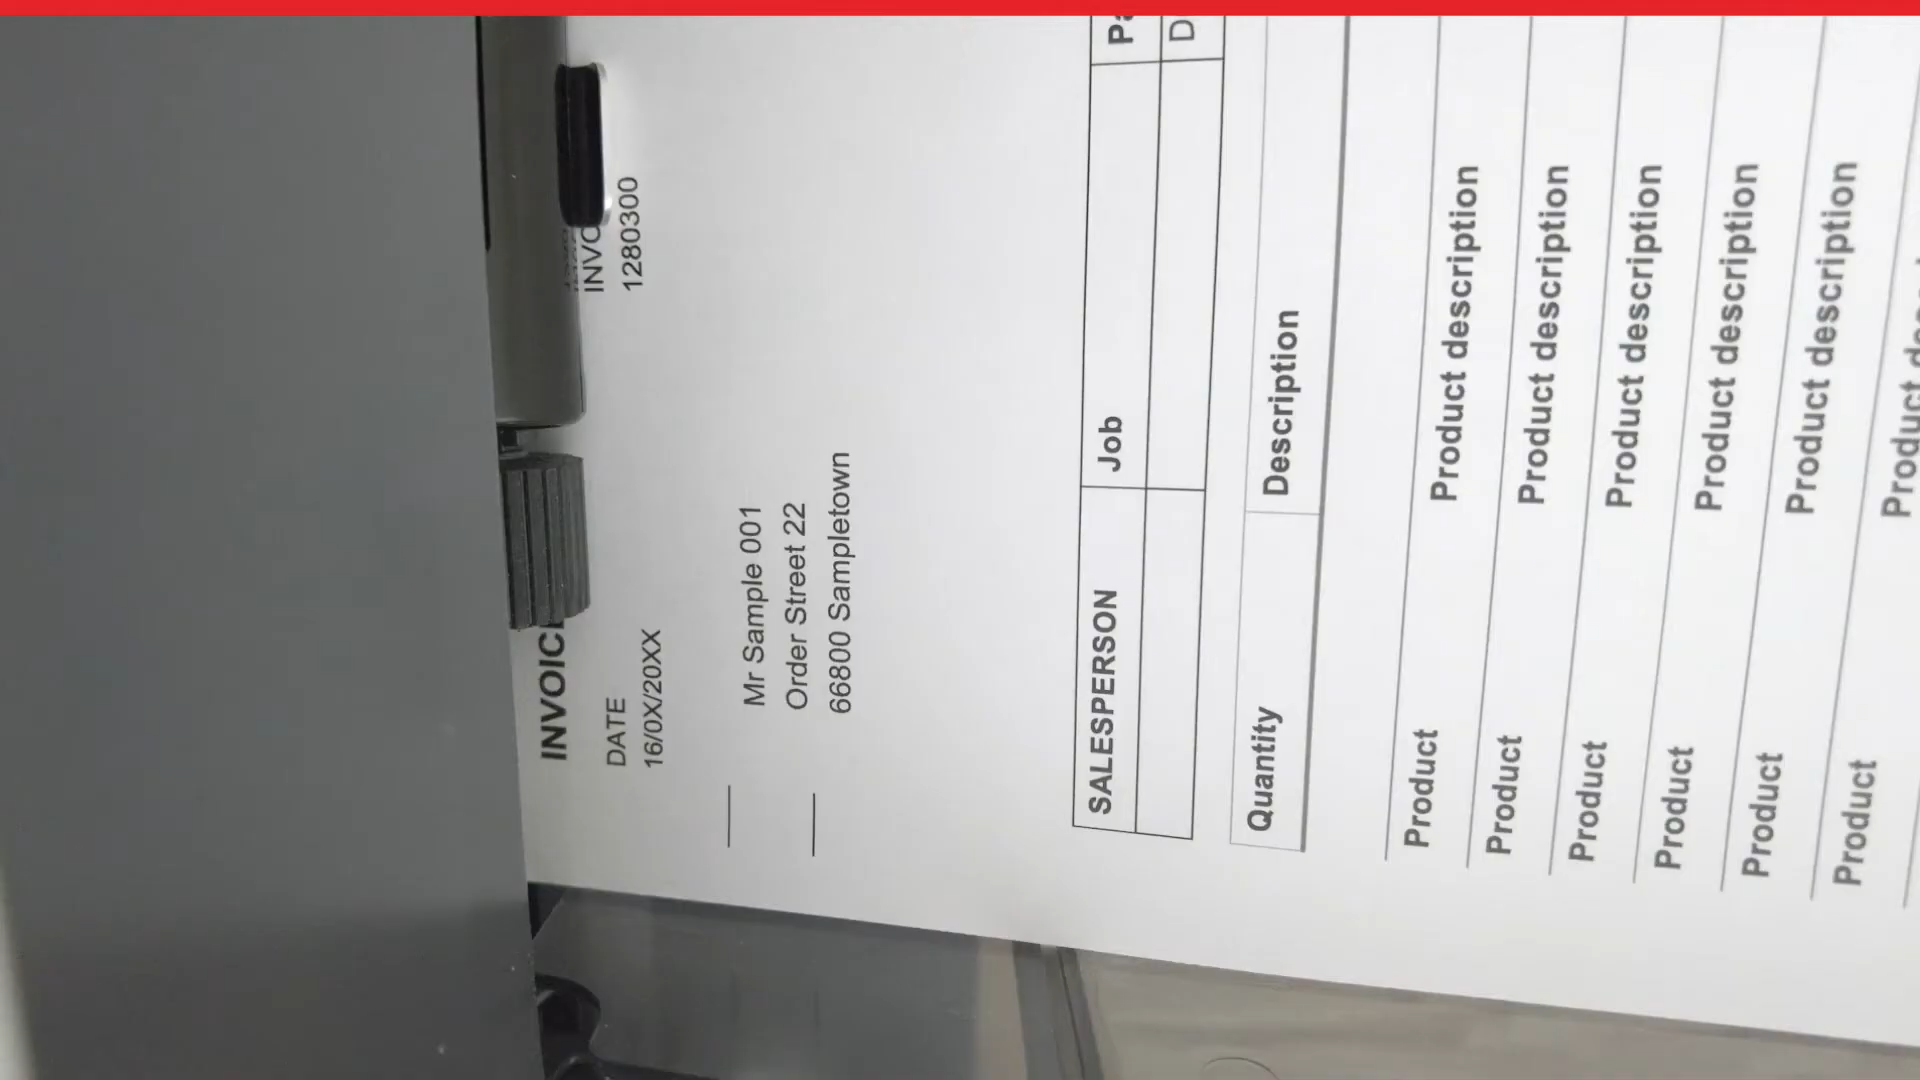 INVOIC
DATE
16/0X/20XX
INVO
1280300
Mr Sample 001
Order Street 22
66800 Sampletown
SALESPERSON Job
Quantity Description
Product Product description
Product Product description
Product Product description
Product Product description
Product Product description
Product Product